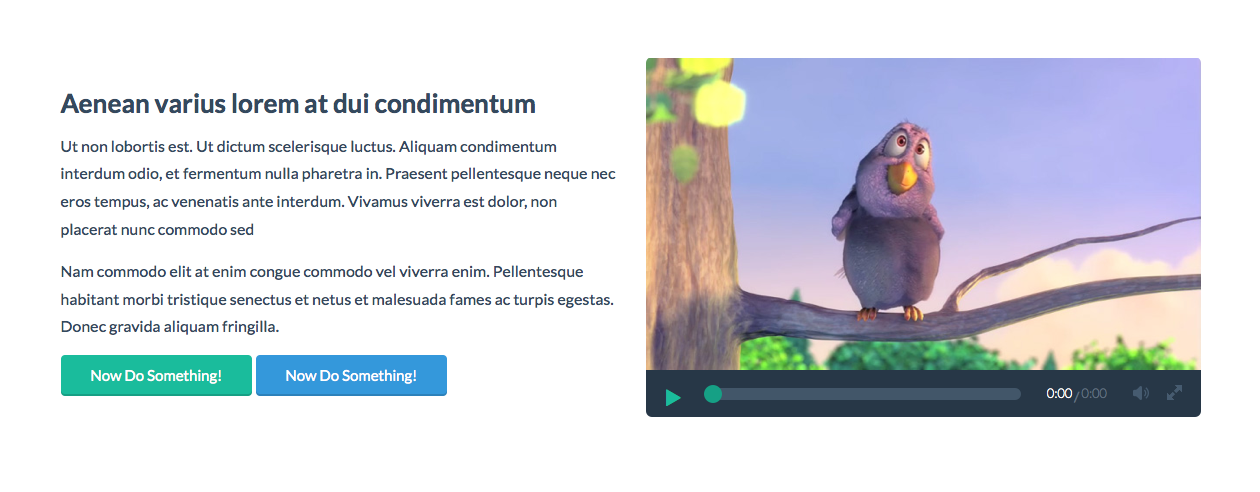 Aenean varius lorem at dui condimentum
Ut non lobortis est. Ut dictum scelerisque luctus. Aliquam condimentum
interdum odio, et fermentum nulla pharetra in. Praesent pellentesque neque nec
eros tempus, ac venenatis ante interdum. Vivamus viverra est dolor, non
placerat nunc commodo sed
Nam commodo elit at enim congue commodo vel viverra enim. Pellentesque
habitant morbi tristique senectus et netus et malesuada fames ac turpis egestas.
Donec gravida aliquam fringilla.
Now Do Something! Now Do Something!
0:00 / 0:00